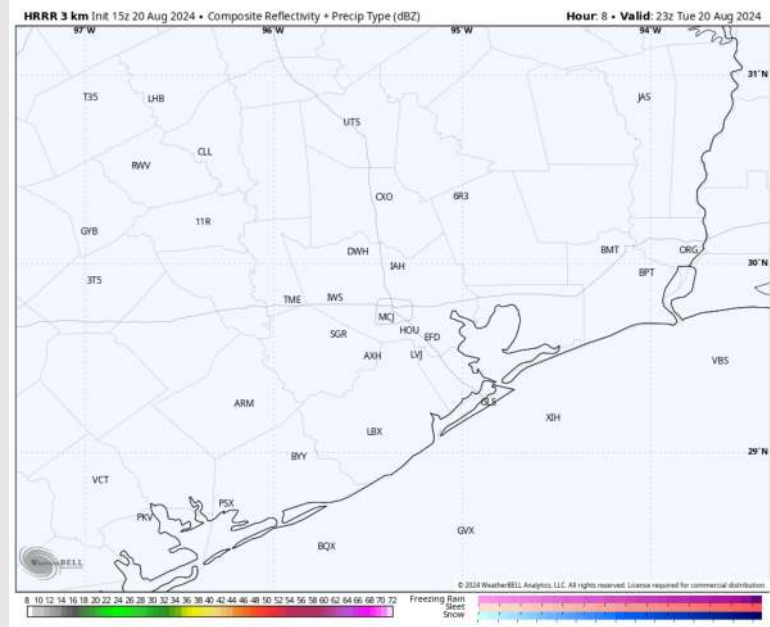 HRRR 3 km Init 15z 20 Aug 2024 • Composite Reflectivity + Precip Type (dBZ) Hour: 8 • Valid: 23z Tue 20 Aug 2024
97°W 96°W 95°W 94°W
31°N
T35 LHB JAS
UTS
CLL
RWV
CXO 6R3
11R
GYB
DWH BMT ORG
30°N
IAH
BPT
3T5
TME IWS
MCJ
HOU
SGR EFD
AXH LVJ
VBS
ARM GLS
XIH
LBX
29°N
BYY
VCT
PSX
PKV
GVX
BQX
WeatherBELL
© 2024 WeatherBELL Analytics, LLC. All rights reserved. License required for commercial distribution.
8 10 12 14 16 18 20 22 24 26 28 30 32 34 36 38 40 42 44 46 48 50 52 54 56 58 60 62 64 66 68 70 72
Freezing Rain
Sleet
Snow